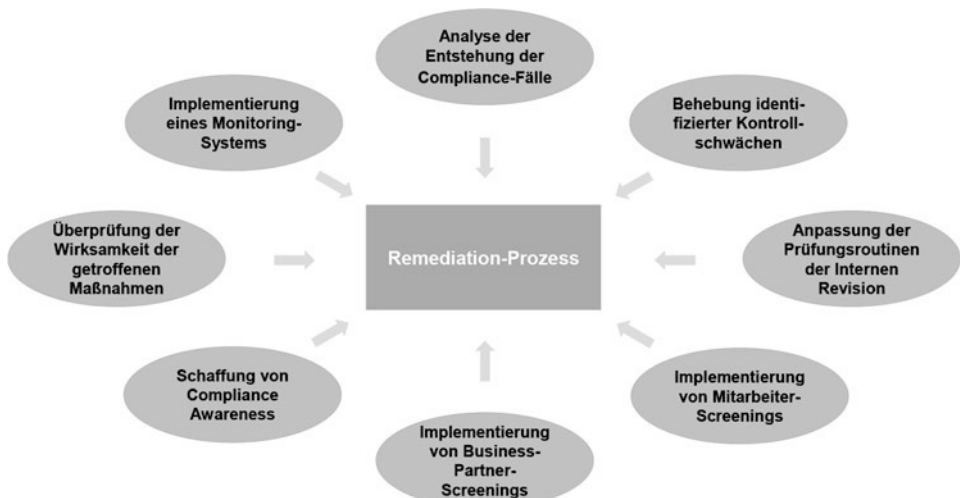 Analyse der
Entstehung der
Compliance-Fälle
Behebung identi-
fizierter Kontroll-
schwächen
Anpassung der
Prüfungsroutinen
der Internen
Revision
Implementierung
von Mitarbeiter-
Screenings
Implementierung
von Business-
Partner-
Screenings
Schaffung von
Compliance
Awareness
Überprüfung der
Wirksamkeit der
getroffenen
Maßnahmen
Implementierung
eines Monitoring-
Systems
Remediation-Prozess